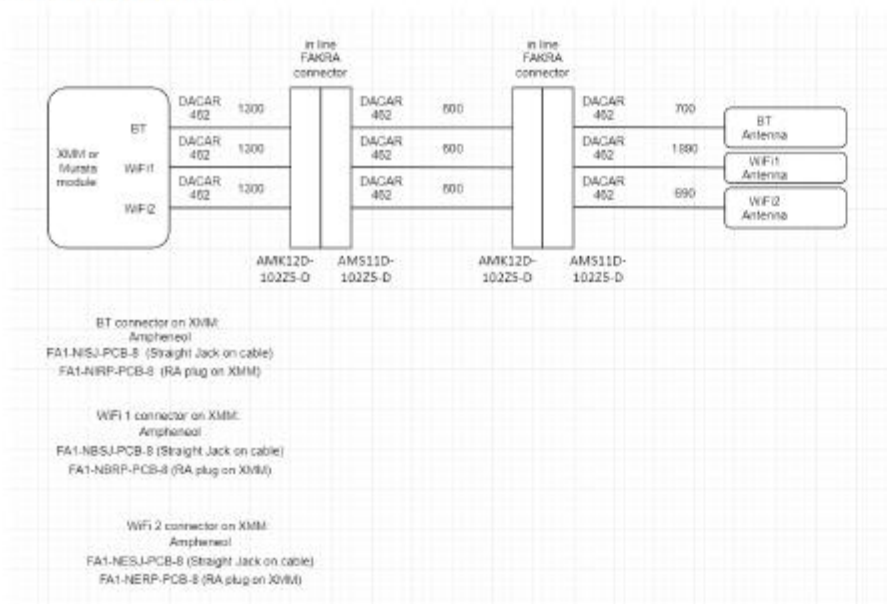 in line
FAKRA
connector
in line
FAKRA
connector
DACAR
462
1300
DACAR
462
600
DACAR
462
700
BT
BT
Antenna
DACAR
462
1300
DACAR
462
600
DACAR
462
1890
XMM or
Murata
module
WiFi1
WiFi1
Antenna
DACAR
462
1300
DACAR
462
600
DACAR
462
690
WiFi2
WiFi2
Antenna
AMK12D-
102Z5-D
AMS11D-
102Z5-D
AMK12D-
102Z5-D
AMS11D-
102Z5-D
BT connector on XMM:
Ampheneol
FA1-NISJ-PCB-8 (Straight Jack on cable)
FA1-NIRP-PCB-8 (RA plug on XMM)
WiFi 1 connector on XMM:
Ampheneol
FA1-NBSJ-PCB-8 (Straight Jack on cable)
FA1-NBRP-PCB-8 (RA plug on XMM)
WiFi 2 connector on XMM:
Ampheneol
FA1-NESJ-PCB-8 (Straight Jack on cable)
FA1-NERP-PCB-8 (RA plug on XMM)